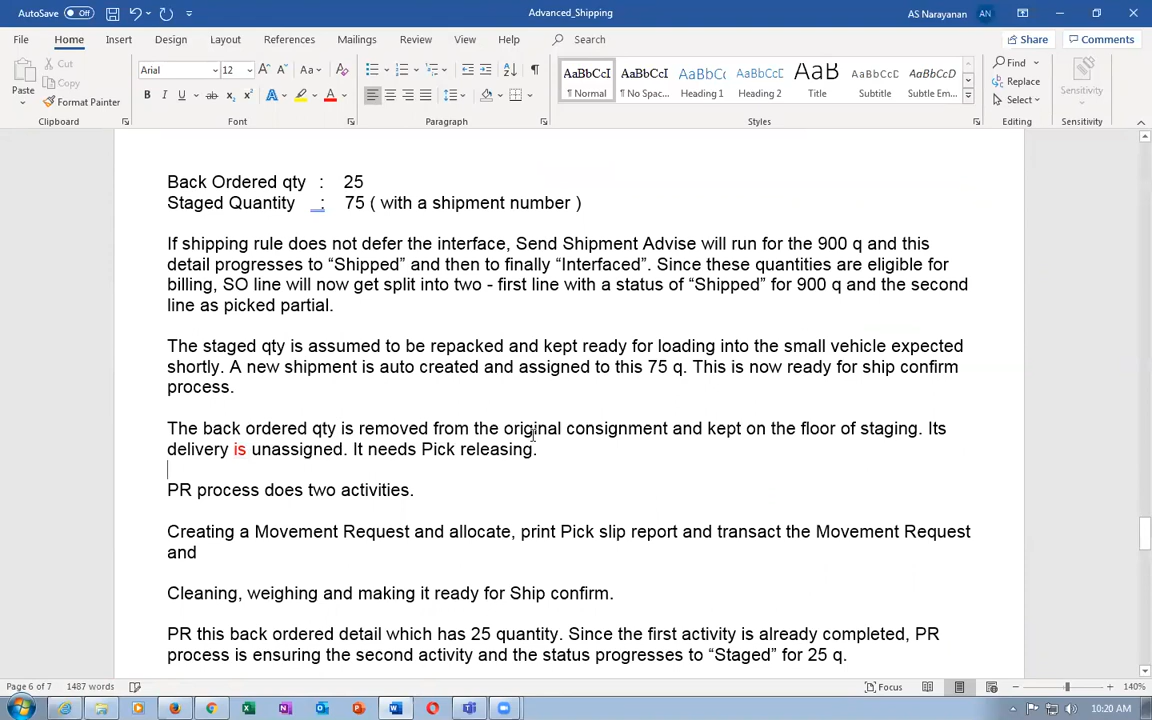 AutoSave Off Advanced_Shipping AS Narayanan AN
File Home Insert Design Layout References Mailings Review View Help Search Share Comments
Paste Cut Copy Format Painter
Arial 12
AaBbCcI AaBbCcI AaBbCcI AaBbCcI AaB AaBbCcI AaBbCcI
¶ Normal ¶ No Spac... Heading 1 Heading 2 Title Subtitle Subtle Em...
Find Replace Select Sensitivity
Clipboard Font Paragraph Styles Editing Sensitivity
Back Ordered qty : 25
Staged Quantity : 75 ( with a shipment number )
If shipping rule does not defer the interface, Send Shipment Advise will run for the 900 q and this
detail progresses to “Shipped” and then to finally “Interfaced”. Since these quantities are eligible for
billing, SO line will now get split into two - first line with a status of “Shipped” for 900 q and the second
line as picked partial.
The staged qty is assumed to be repacked and kept ready for loading into the small vehicle expected
shortly. A new shipment is auto created and assigned to this 75 q. This is now ready for ship confirm
process.
The back ordered qty is removed from the original consignment and kept on the floor of staging. Its
delivery is unassigned. It needs Pick releasing.
PR process does two activities.
Creating a Movement Request and allocate, print Pick slip report and transact the Movement Request
and
Cleaning, weighing and making it ready for Ship confirm.
PR this back ordered detail which has 25 quantity. Since the first activity is already completed, PR
process is ensuring the second activity and the status progresses to “Staged” for 25 q.
Page 6 of 7 1487 words Focus 140%
10:20 AM